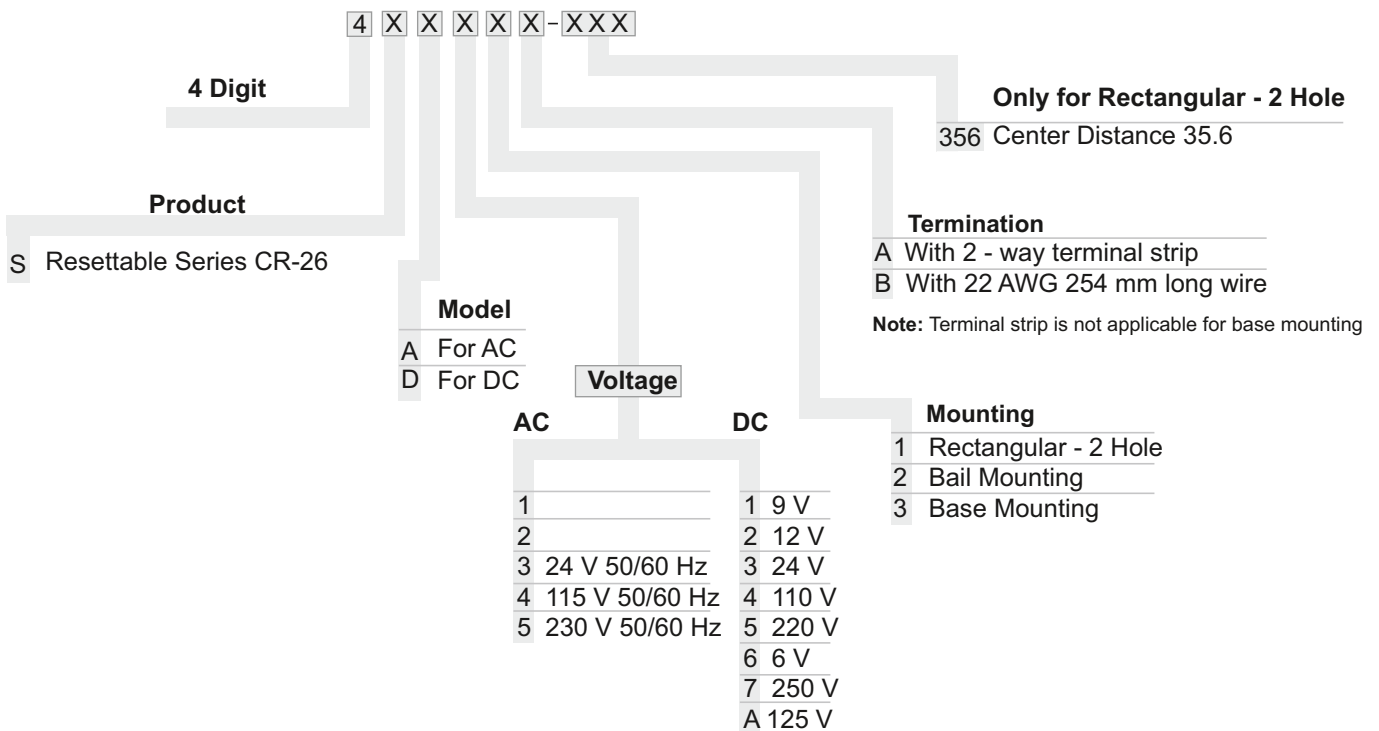 4 X X X X X - X X X
4 Digit
Only for Rectangular - 2 Hole
356 Center Distance 35.6
Product
S Resettable Series CR-26
Termination
A With 2 - way terminal strip
B With 22 AWG 254 mm long wire
Note: Terminal strip is not applicable for base mounting
Model
A For AC
D For DC
Voltage
AC
1
2
3 24 V 50/60 Hz
4 115 V 50/60 Hz
5 230 V 50/60 Hz
DC
1 9 V
2 12 V
3 24 V
4 110 V
5 220 V
6 6 V
7 250 V
A 125 V
Mounting
1 Rectangular - 2 Hole
2 Bail Mounting
3 Base Mounting